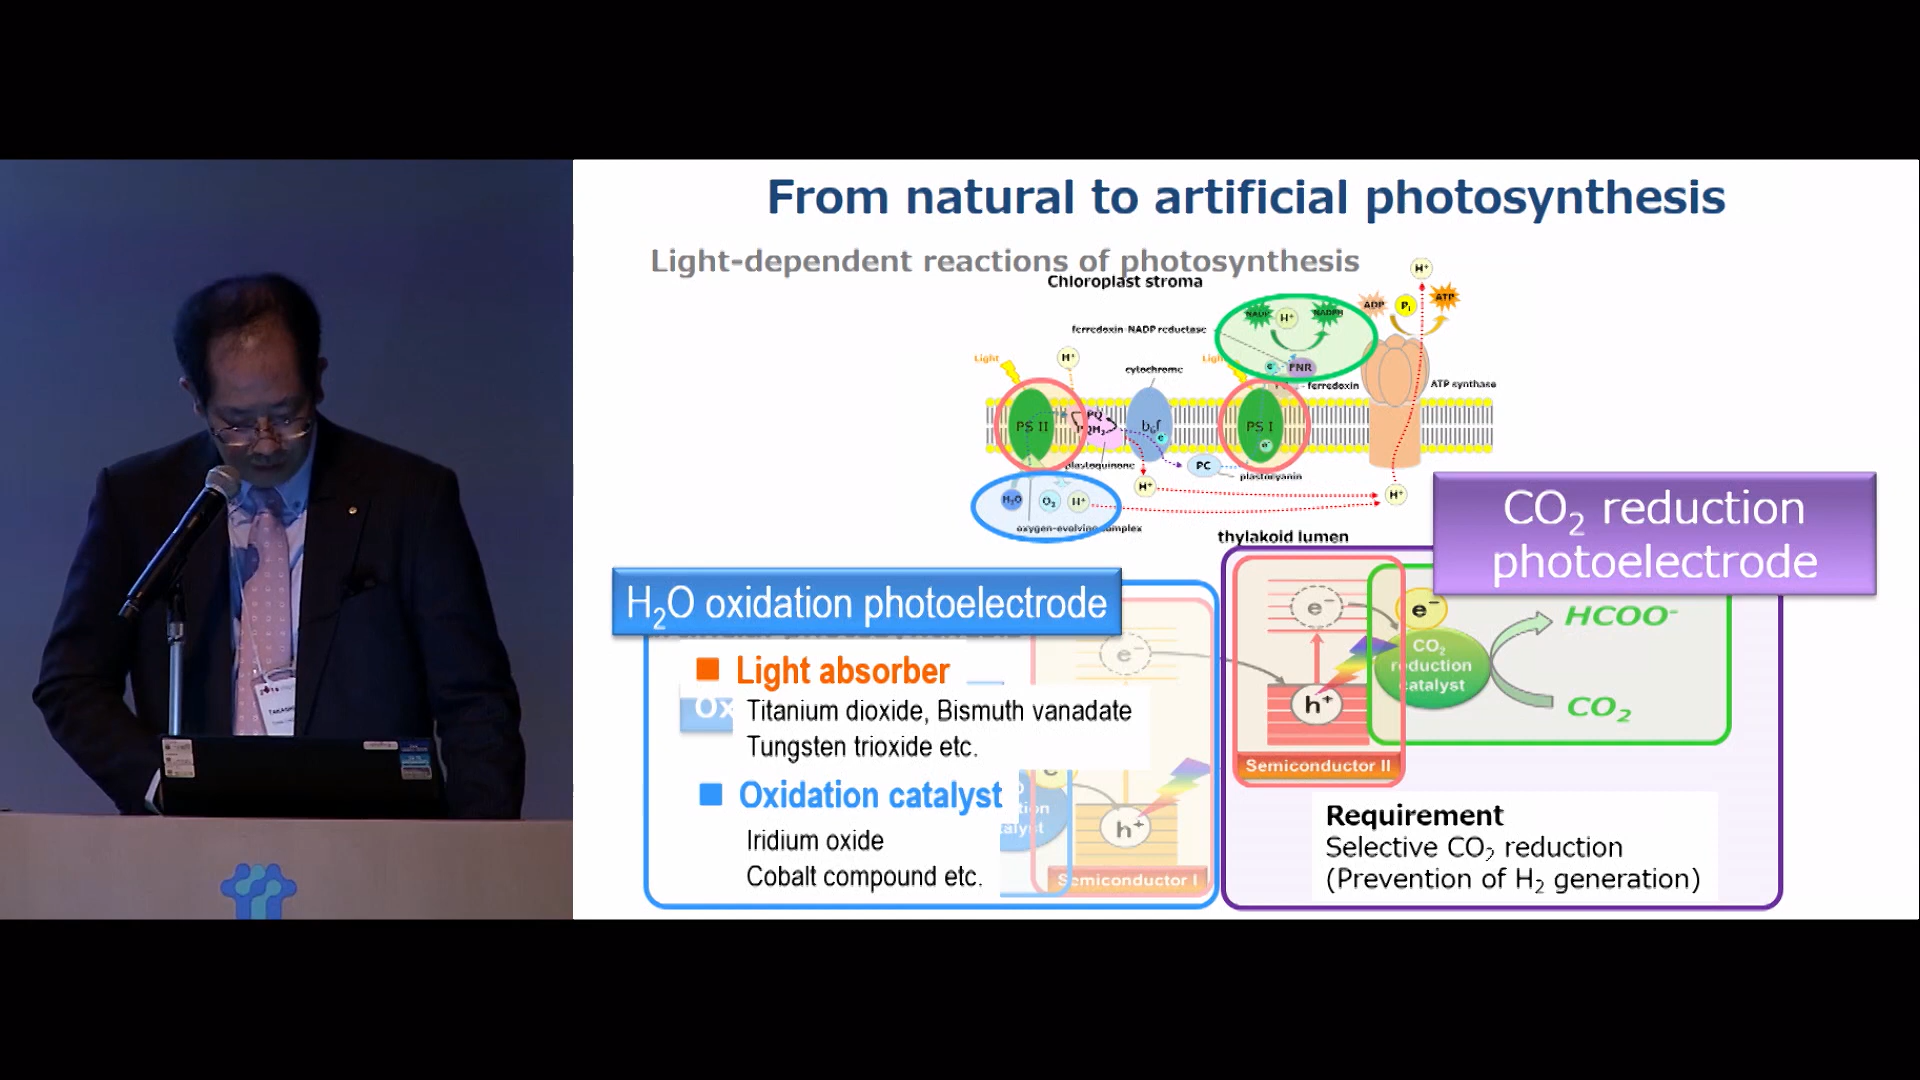 From natural to artificial photosynthesis
Light-dependent reactions of photosynthesis
Chloroplast stroma
H⁺
NADP
H⁺
NADPH
ADP
Pᵢ
ATP
ferredoxin-NADP reductase
Light
H⁺
Light
e⁻
FNR
cytochrome
ferredoxin
ATP synthase
PS II
PQ
PQH₂
b₆f
e⁻
PS I
e⁻
plastoquinone
PC
plastocyanin
H₂O
O₂
H⁺
H⁺
H⁺
oxygen-evolving complex
thylakoid lumen
CO₂ reduction
photoelectrode
H₂O oxidation photoelectrode
Light absorber
Ox
Titanium dioxide, Bismuth vanadate
Tungsten trioxide etc.
Oxidation catalyst
Iridium oxide
Cobalt compound etc.
e⁻
h⁺
Semiconductor I
e⁻
h⁺
Semiconductor II
e⁻
CO₂
reduction
catalyst
HCOO⁻
CO₂
Requirement
Selective CO₂ reduction
(Prevention of H₂ generation)
TAKASHI